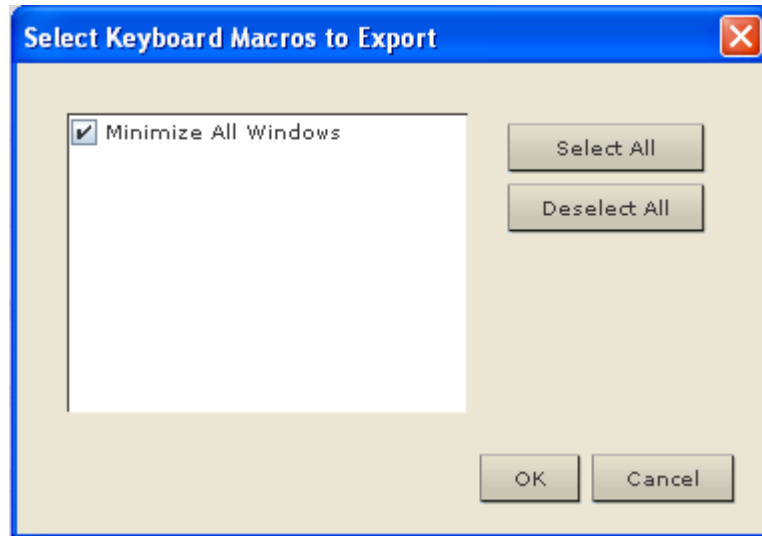 Select Keyboard Macros to Export
Minimize All Windows
Select All
Deselect All
OK
Cancel